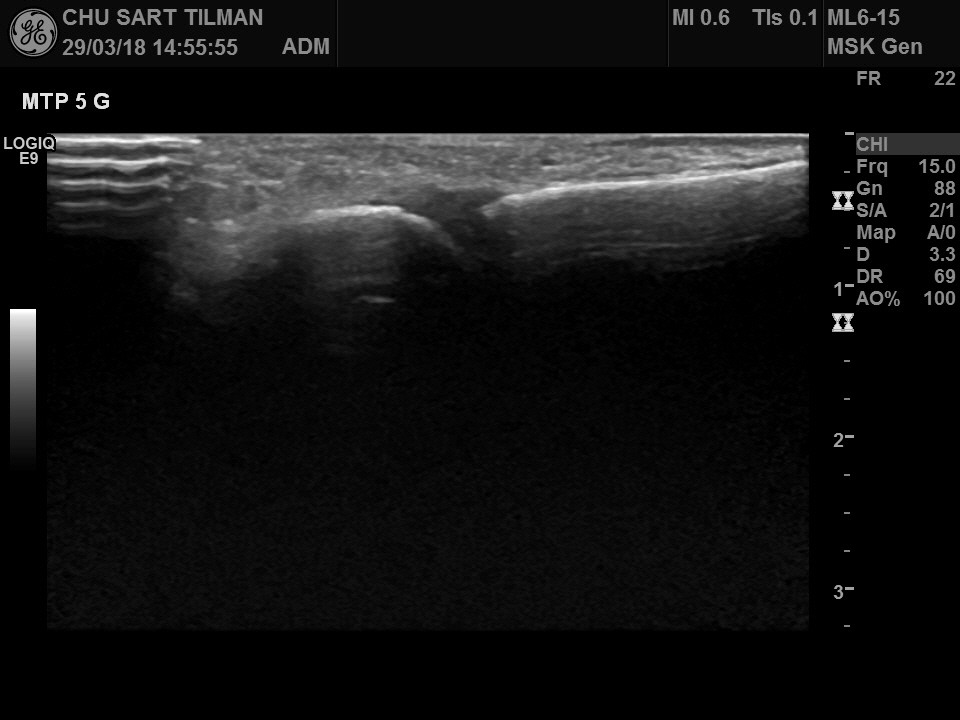 GE
CHU SART TILMAN
29/03/18 14:55:55 ADM
MI 0.6 TIs 0.1
ML6-15
MSK Gen
MTP 5 G
LOGIQ
E9
FR 22
CHI
Frq 15.0
Gn 88
S/A 2/1
Map A/0
D 3.3
DR 69
AO% 100
1
2
3